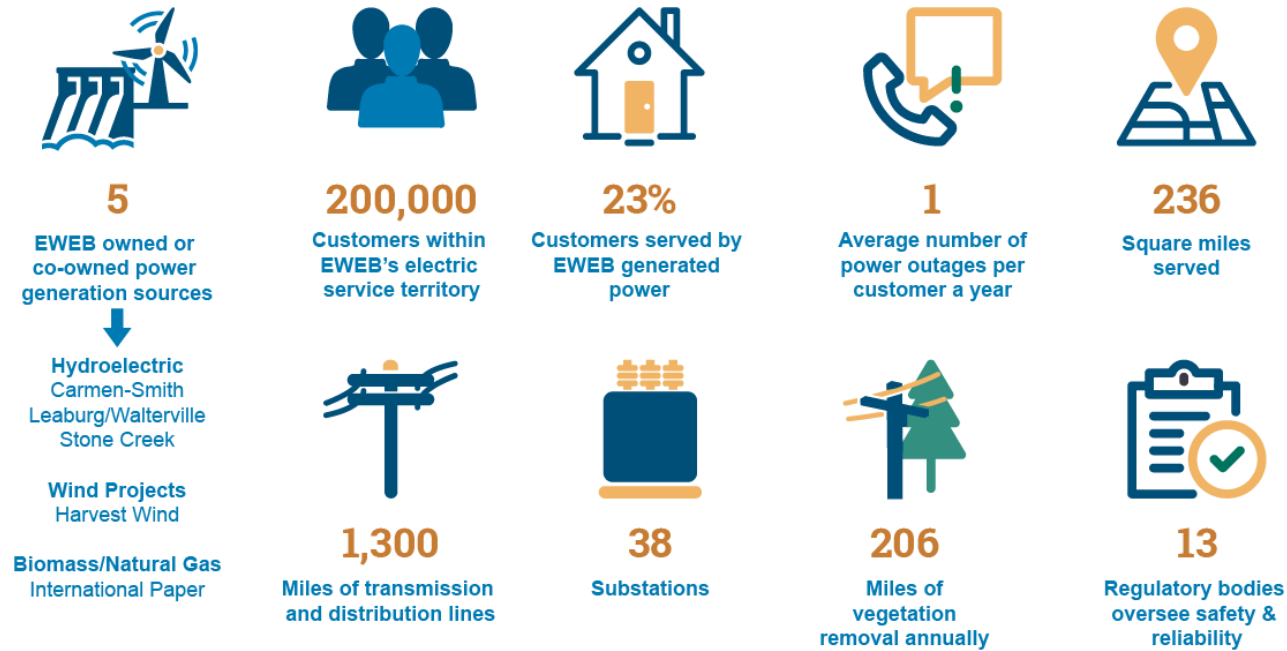 5
EWEB owned or
co-owned power
generation sources
Hydroelectric
Carmen-Smith
Leaburg/Walterville
Stone Creek
Wind Projects
Harvest Wind
Biomass/Natural Gas
International Paper
200,000
Customers within
EWEB’s electric
service territory
23%
Customers served by
EWEB generated
power
1
Average number of
power outages per
customer a year
236
Square miles
served
1,300
Miles of transmission
and distribution lines
38
Substations
206
Miles of
vegetation
removal annually
13
Regulatory bodies
oversee safety &
reliability